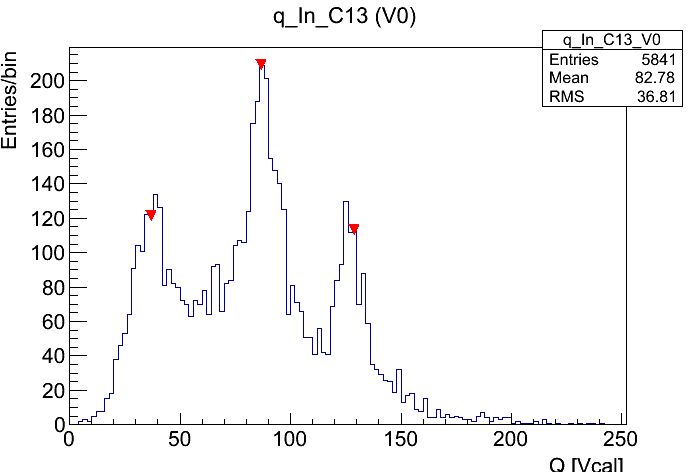 q_In_C13 (V0)
q_In_C13_V0
Entries 5841
Mean 82.78
RMS 36.81
Entries/bin
200
180
160
140
120
100
80
60
40
20
0
0 50 100 150 200 250
Q [Vcal]